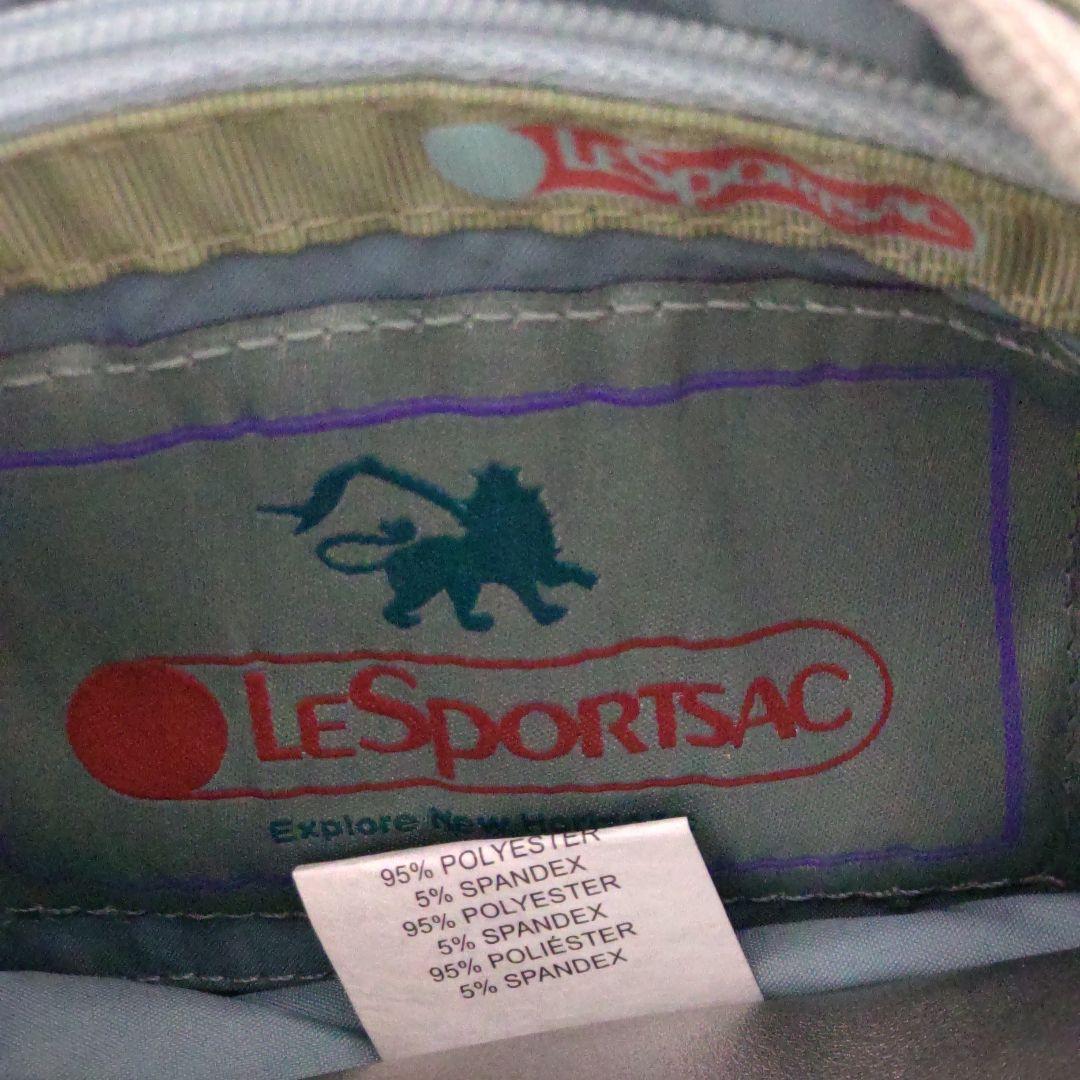 LESPORTSAC
LESPORTSAC
Explore New
95% POLYESTER
5% SPANDEX
95% POLYESTER
5% SPANDEX
95% POLIÉSTER
5% SPANDEX